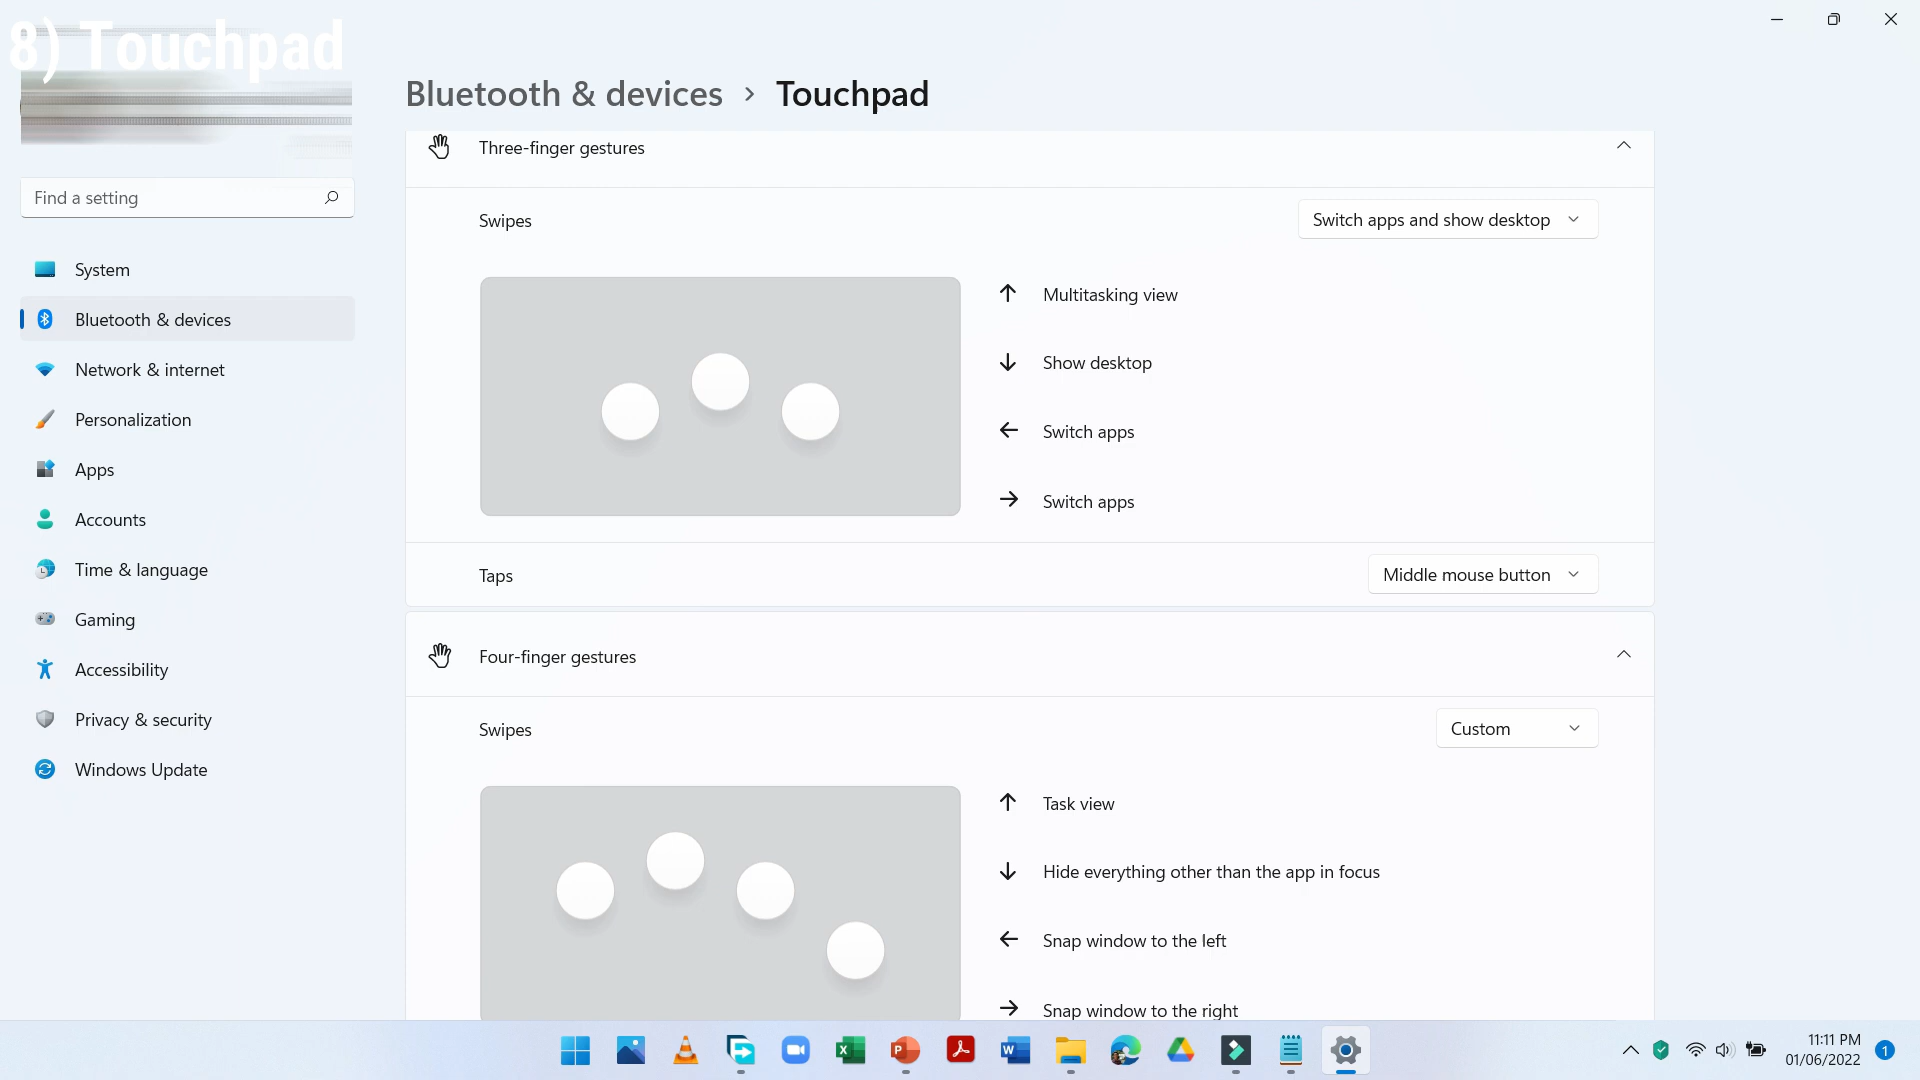 8) Touchpad
Bluetooth & devices > Touchpad
Find a setting
System
Bluetooth & devices
Network & internet
Personalization
Apps
Accounts
Time & language
Gaming
Accessibility
Privacy & security
Windows Update
Three-finger gestures
Swipes
Switch apps and show desktop
Multitasking view
Show desktop
Switch apps
Switch apps
Taps
Middle mouse button
Four-finger gestures
Swipes
Custom
Task view
Hide everything other than the app in focus
Snap window to the left
Snap window to the right
11:11 PM
01/06/2022
1